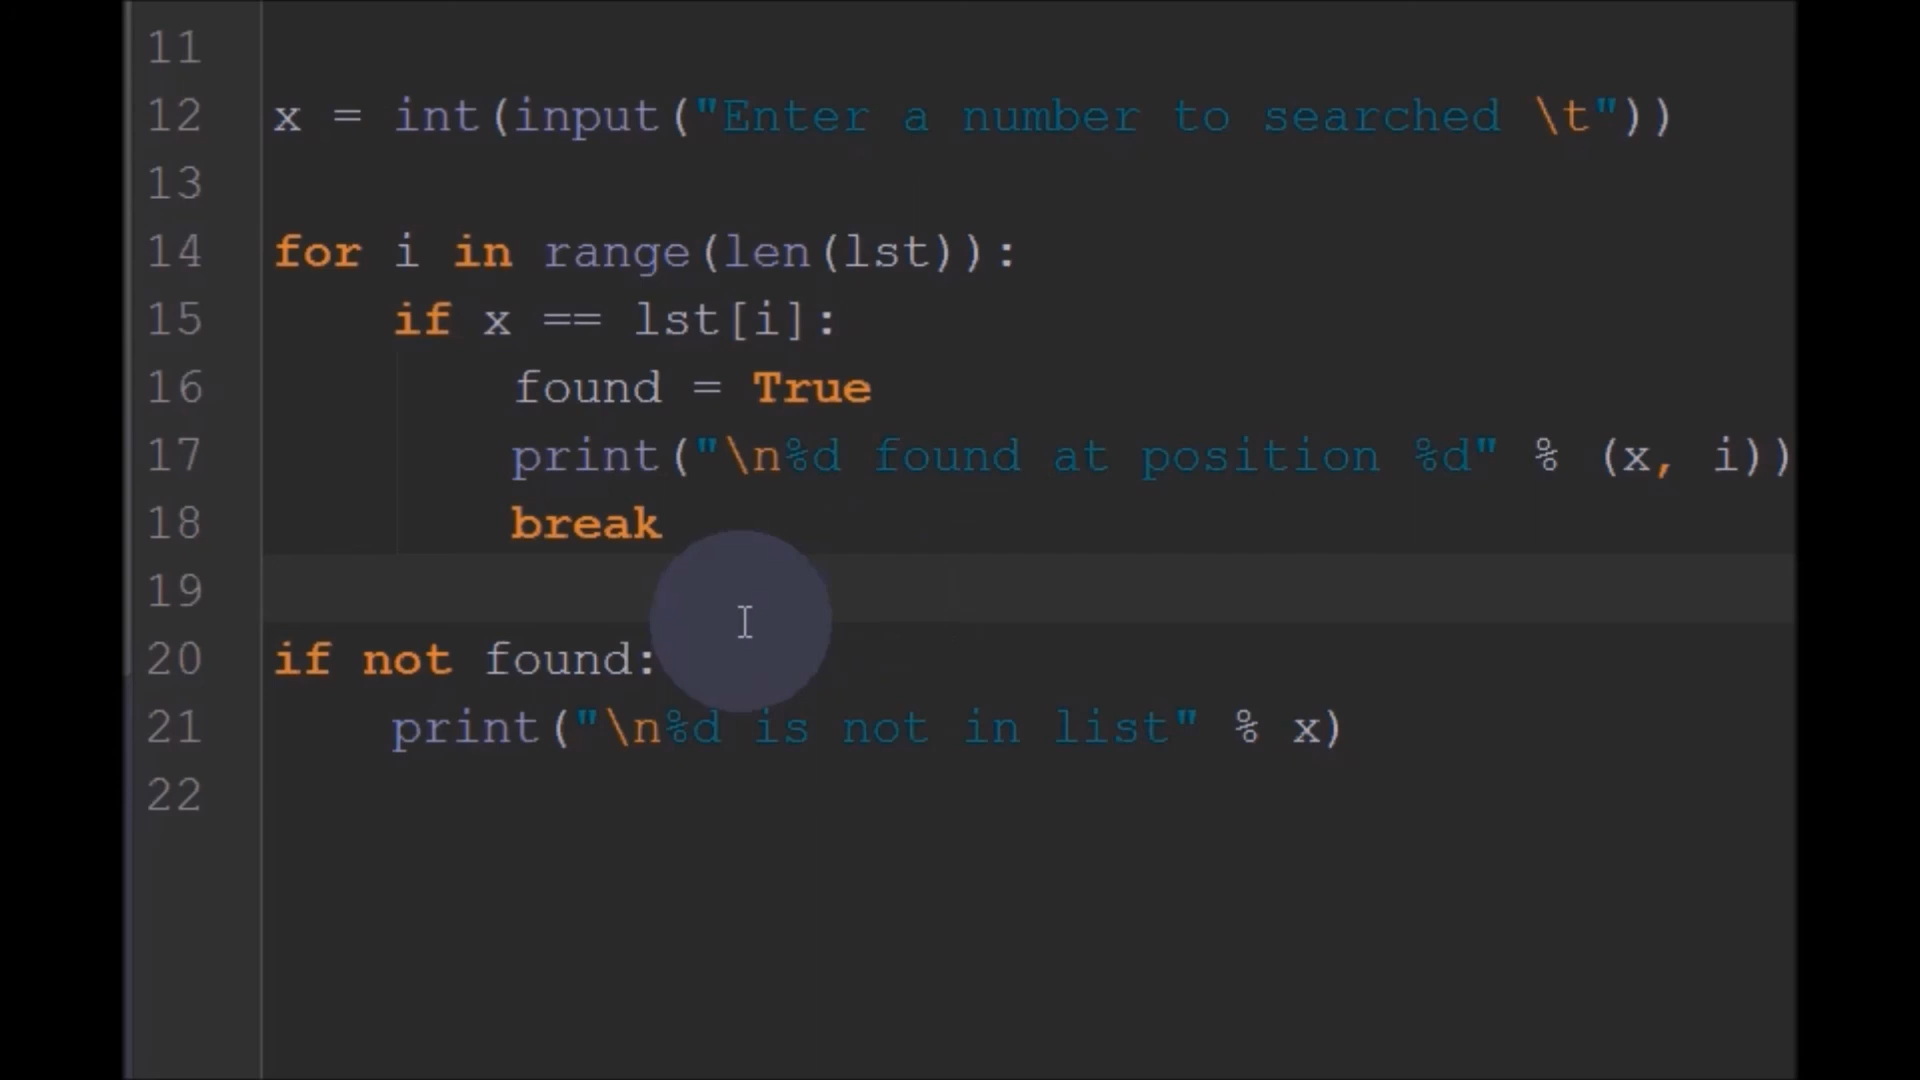 11
12 x = int(input("Enter a number to searched \t"))
13
14 for i in range(len(lst)):
15 if x == lst[i]:
16 found = True
17 print("\n%d found at position %d" % (x, i))
18 break
19
20 if not found:
21 print("\n%d is not in list" % x)
22